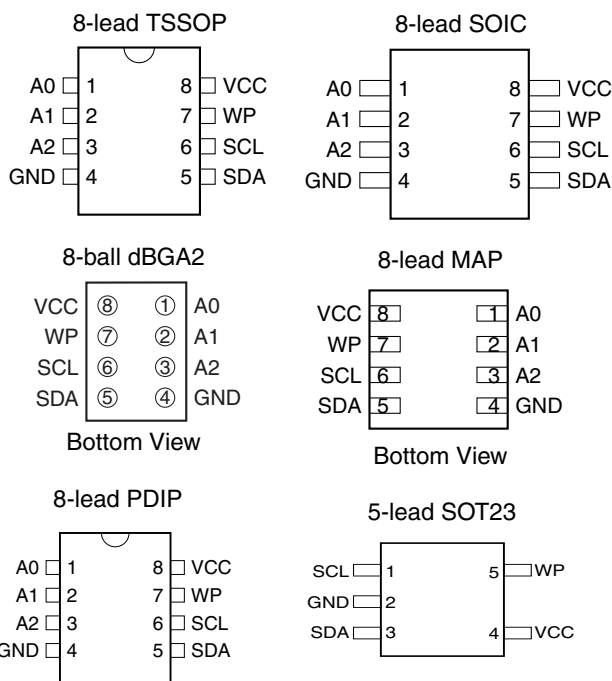 8-lead TSSOP
A0 1 8 VCC
A1 2 7 WP
A2 3 6 SCL
GND 4 5 SDA
8-lead SOIC
A0 1 8 VCC
A1 2 7 WP
A2 3 6 SCL
GND 4 5 SDA
8-ball dBGA2
VCC 8 1 A0
WP 7 2 A1
SCL 6 3 A2
SDA 5 4 GND
Bottom View
8-lead MAP
VCC 8 1 A0
WP 7 2 A1
SCL 6 3 A2
SDA 5 4 GND
Bottom View
8-lead PDIP
A0 1 8 VCC
A1 2 7 WP
A2 3 6 SCL
GND 4 5 SDA
5-lead SOT23
SCL 1 5 WP
GND 2
SDA 3 4 VCC